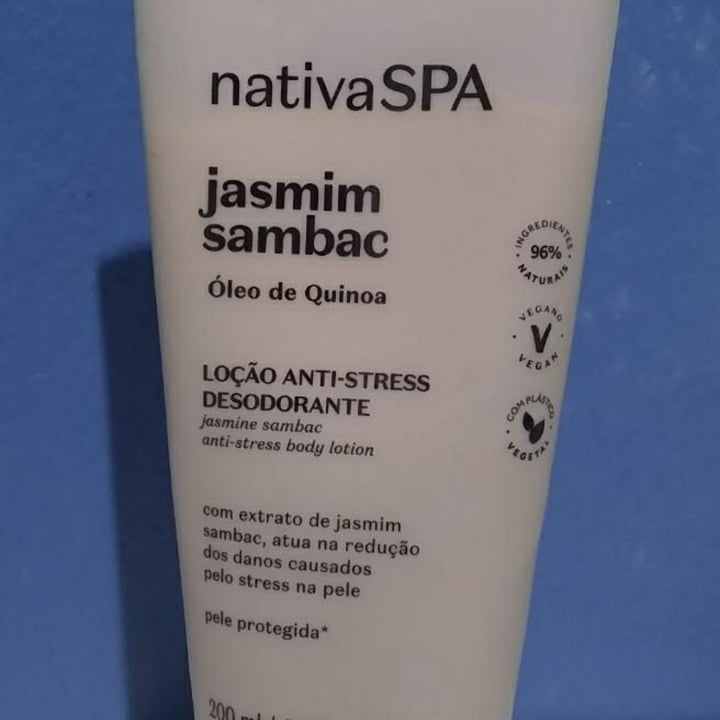 nativaSPA
jasmim
sambac
Óleo de Quinoa
INGREDIENTES
96%
NATURAIS
VEGANO
V
VEGAN
COM PLÁSTICO
VEGETAL
LOÇÃO ANTI-STRESS
DESODORANTE
jasmine sambac
anti-stress body lotion
com extrato de jasmim
sambac, atua na redução
dos danos causados
pelo stress na pele
pele protegida*
200 ml